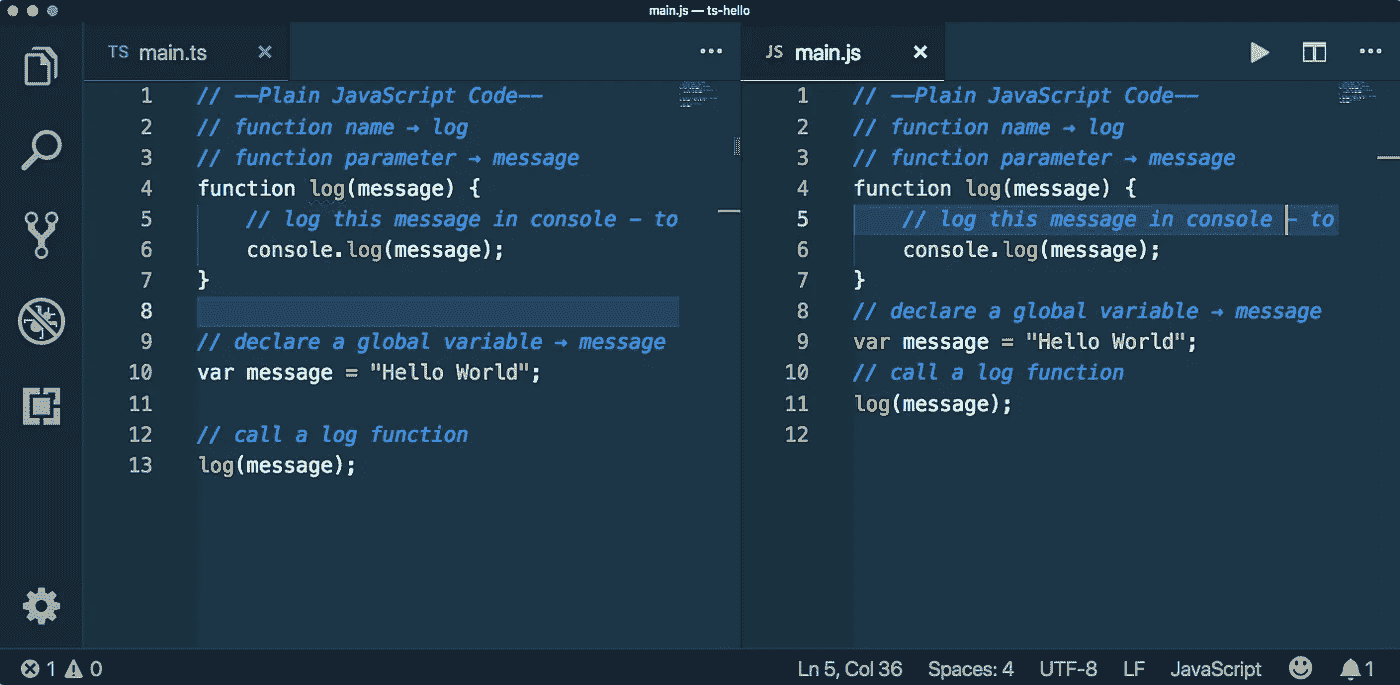 main.js — ts-hello
TS main.ts ×
1 // ——Plain JavaScript Code——
2 // function name → log
3 // function parameter → message
4 function log(message) {
5 // log this message in console – to
6 console.log(message);
7 }
8
9 // declare a global variable → message
10 var message = "Hello World";
11
12 // call a log function
13 log(message);
JS main.js ×
1 // ——Plain JavaScript Code——
2 // function name → log
3 // function parameter → message
4 function log(message) {
5 // log this message in console – to
6 console.log(message);
7 }
8 // declare a global variable → message
9 var message = "Hello World";
10 // call a log function
11 log(message);
12
1 0 Ln 5, Col 36 Spaces: 4 UTF-8 LF JavaScript 1